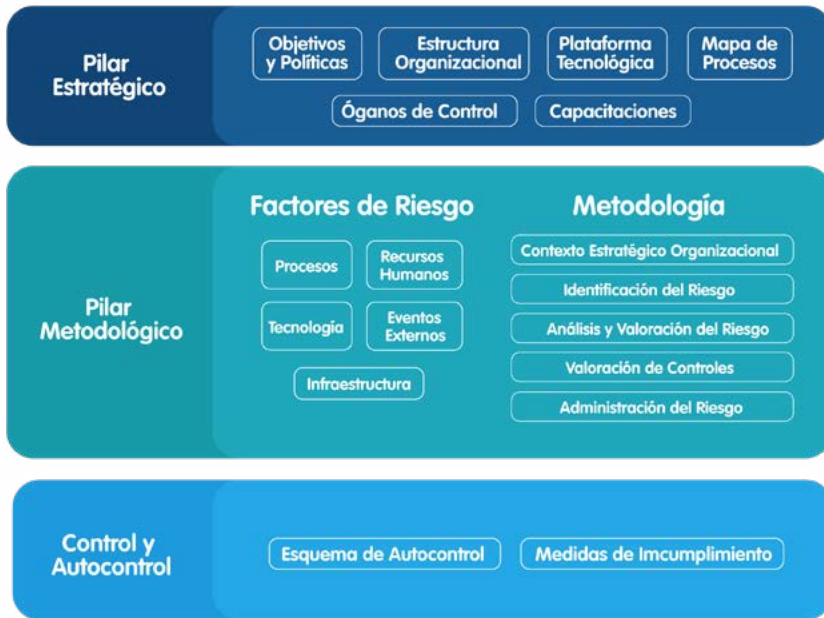 Pilar
Estratégico
Objetivos
y Políticas
Estructura
Organizacional
Plataforma
Tecnológica
Mapa de
Procesos
Óganos de Control
Capacitaciones
Pilar
Metodológico
Factores de Riesgo
Procesos
Recursos
Humanos
Tecnología
Eventos
Externos
Infraestructura
Metodología
Contexto Estratégico Organizacional
Identificación del Riesgo
Análisis y Valoración del Riesgo
Valoración de Controles
Administración del Riesgo
Control y
Autocontrol
Esquema de Autocontrol
Medidas de Imcumplimiento